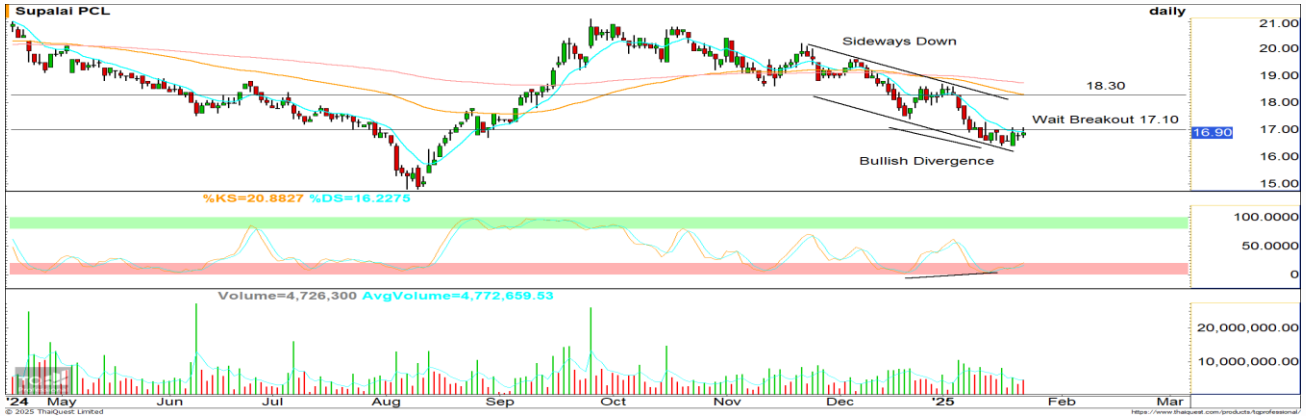 Supalai PCL
daily
21.00
20.00
19.00
18.00
17.00
16.90
16.00
15.00
Sideways Down
18.30
Wait Breakout 17.10
Bullish Divergence
%KS=20.8827 %DS=16.2275
100.0000
50.0000
0
Volume=4,726,300 AvgVolume=4,772,659.53
20,000,000.00
10,000,000.00
'24 May Jun Jul Aug Sep Oct Nov Dec '25 Feb Mar
© 2025 ThaiQuest Limited
https://www.thaiquest.com/products/tqprofessional/